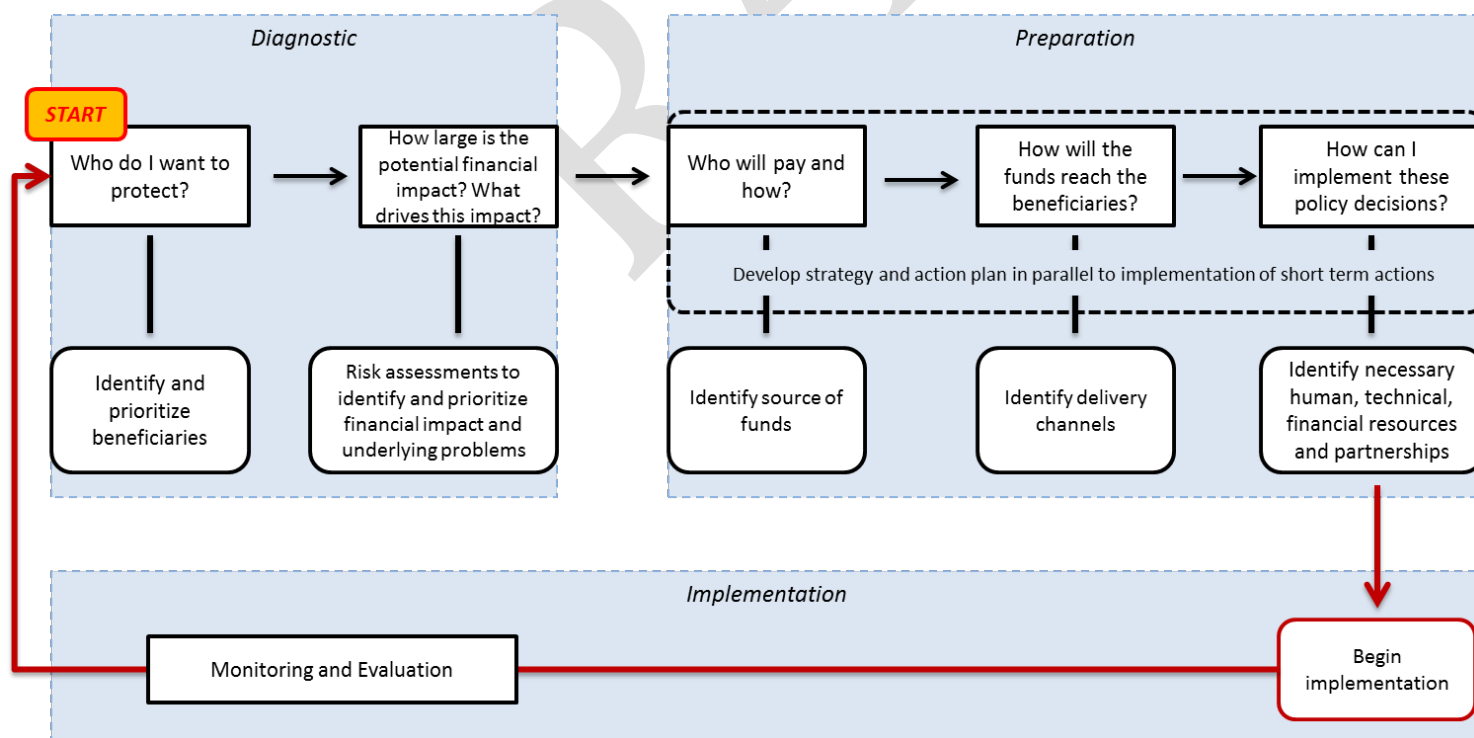 Diagnostic
Preparation
START
Who do I want to
protect?
How large is the
potential financial
impact? What
drives this impact?
Who will pay and
how?
How will the
funds reach the
beneficiaries?
How can I
implement these
policy decisions?
Develop strategy and action plan in parallel to implementation of short term actions
Identify and
prioritize
beneficiaries
Risk assessments to
identify and prioritize
financial impact and
underlying problems
Identify source of
funds
Identify delivery
channels
Identify necessary
human, technical,
financial resources
and partnerships
Implementation
Monitoring and Evaluation
Begin
implementation